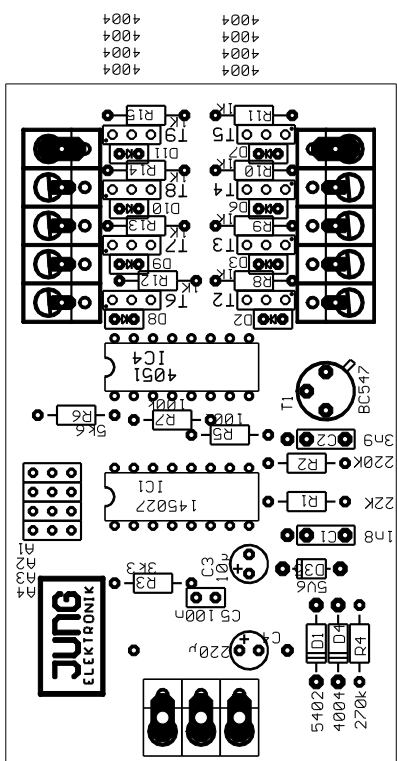 4004 4004
4004 4004
4004 4004
4004 4004
R15 R11
1K 1K
T9 T5
D11 D7
R14 R10
1K 1K
T8 T4
D10 D6
R13 R9
1K 1K
T7 T3
D9 D3
R12 R8
1K 1K
T6 T2
D8 D2
4051
IC4
T1 BC547
R6 100k
5k6 R7 100k
R5
C2 3n9
R2 220K
IC1
145027
R1 22K
C1 1n8
A1
A2
A3
A4
3k3
R3
C3 10µ
D35
5V6
C5 100n
JUNG
ELEKTRONIK
220µ C4
D1 D4 R4
5402 4004 270k